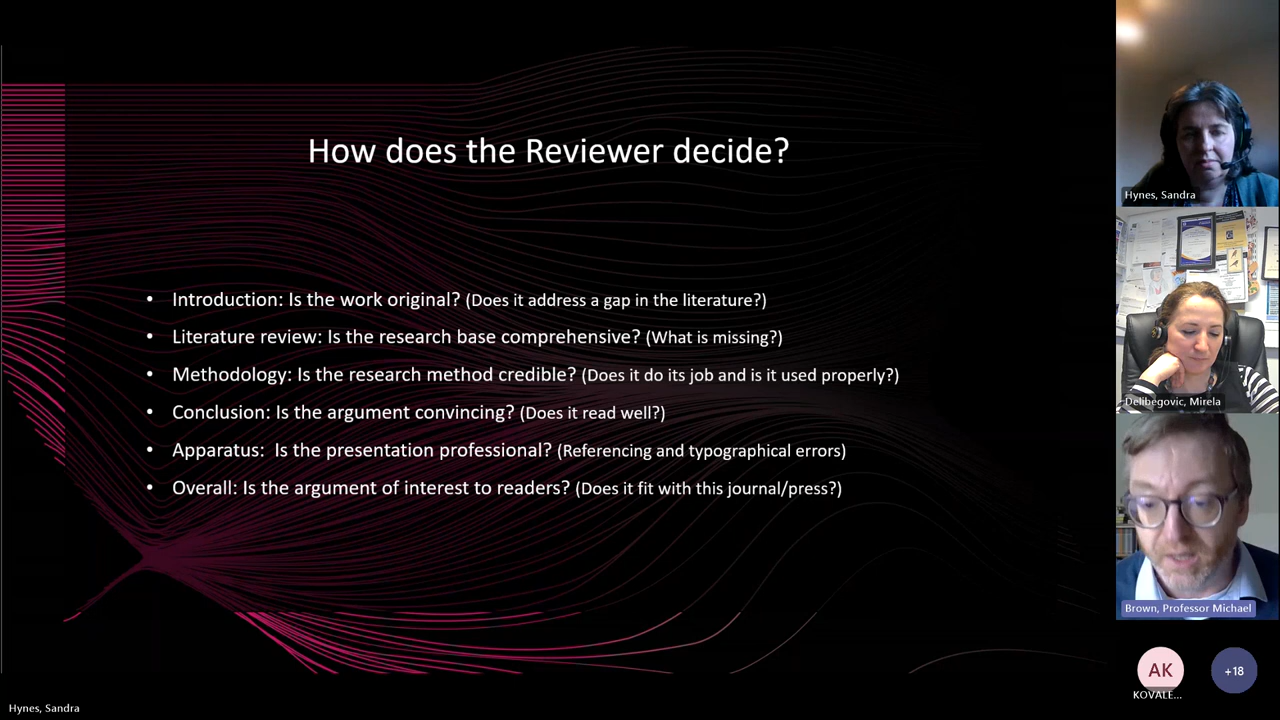 How does the Reviewer decide?
• Introduction: Is the work original? (Does it address a gap in the literature?)
• Literature review: Is the research base comprehensive? (What is missing?)
• Methodology: Is the research method credible? (Does it do its job and is it used properly?)
• Conclusion: Is the argument convincing? (Does it read well?)
• Apparatus:  Is the presentation professional? (Referencing and typographical errors)
• Overall: Is the argument of interest to readers? (Does it fit with this journal/press?)
Hynes, Sandra
Delibegovic, Mirela
Brown, Professor Michael
AK
+18
KOVALE...
Hynes, Sandra